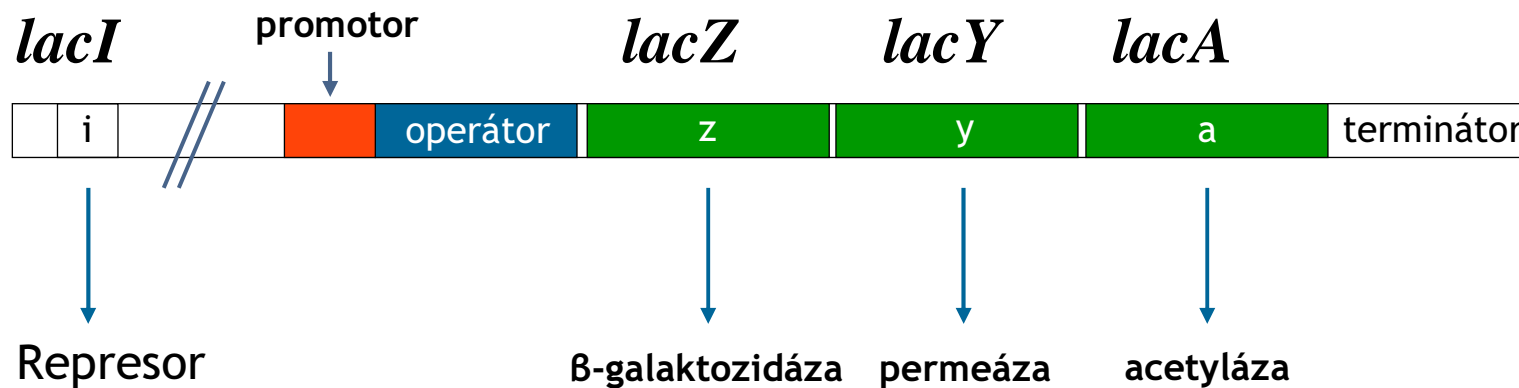 promotor
lacI lacZ lacY lacA
i operátor z y a terminátor
Represor ß-galaktozidáza permeáza acetyláza